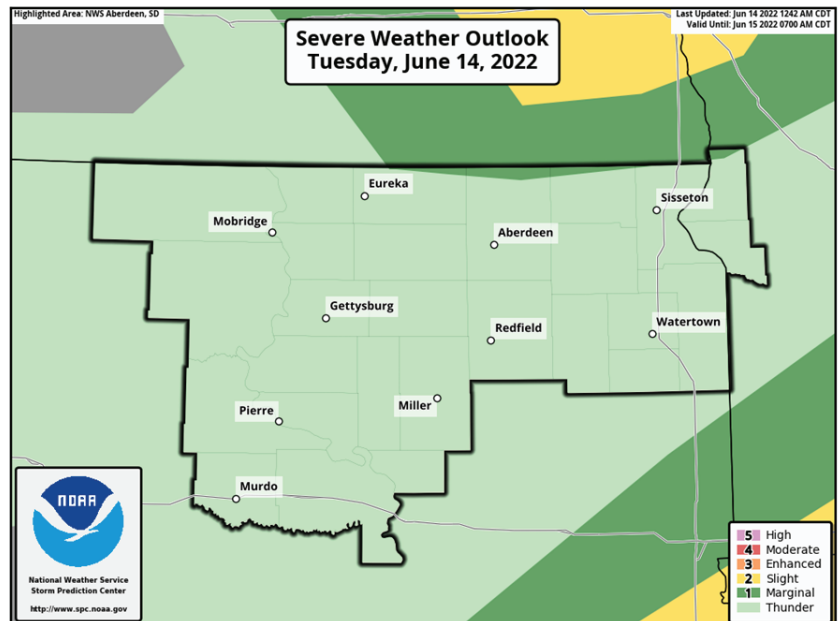 Highlighted Area: NWS Aberdeen, SD
Last Updated: Jun 14 2022 1242 AM CDT
Valid Until: Jun 15 2022 0700 AM CDT
Severe Weather Outlook
Tuesday, June 14, 2022
Eureka
Sisseton
Mobridge
Aberdeen
Gettysburg
Redfield
Watertown
Pierre
Miller
Murdo
NOAA
National Weather Service
Storm Prediction Center
http://www.spc.noaa.gov
5 High
4 Moderate
3 Enhanced
2 Slight
1 Marginal
Thunder